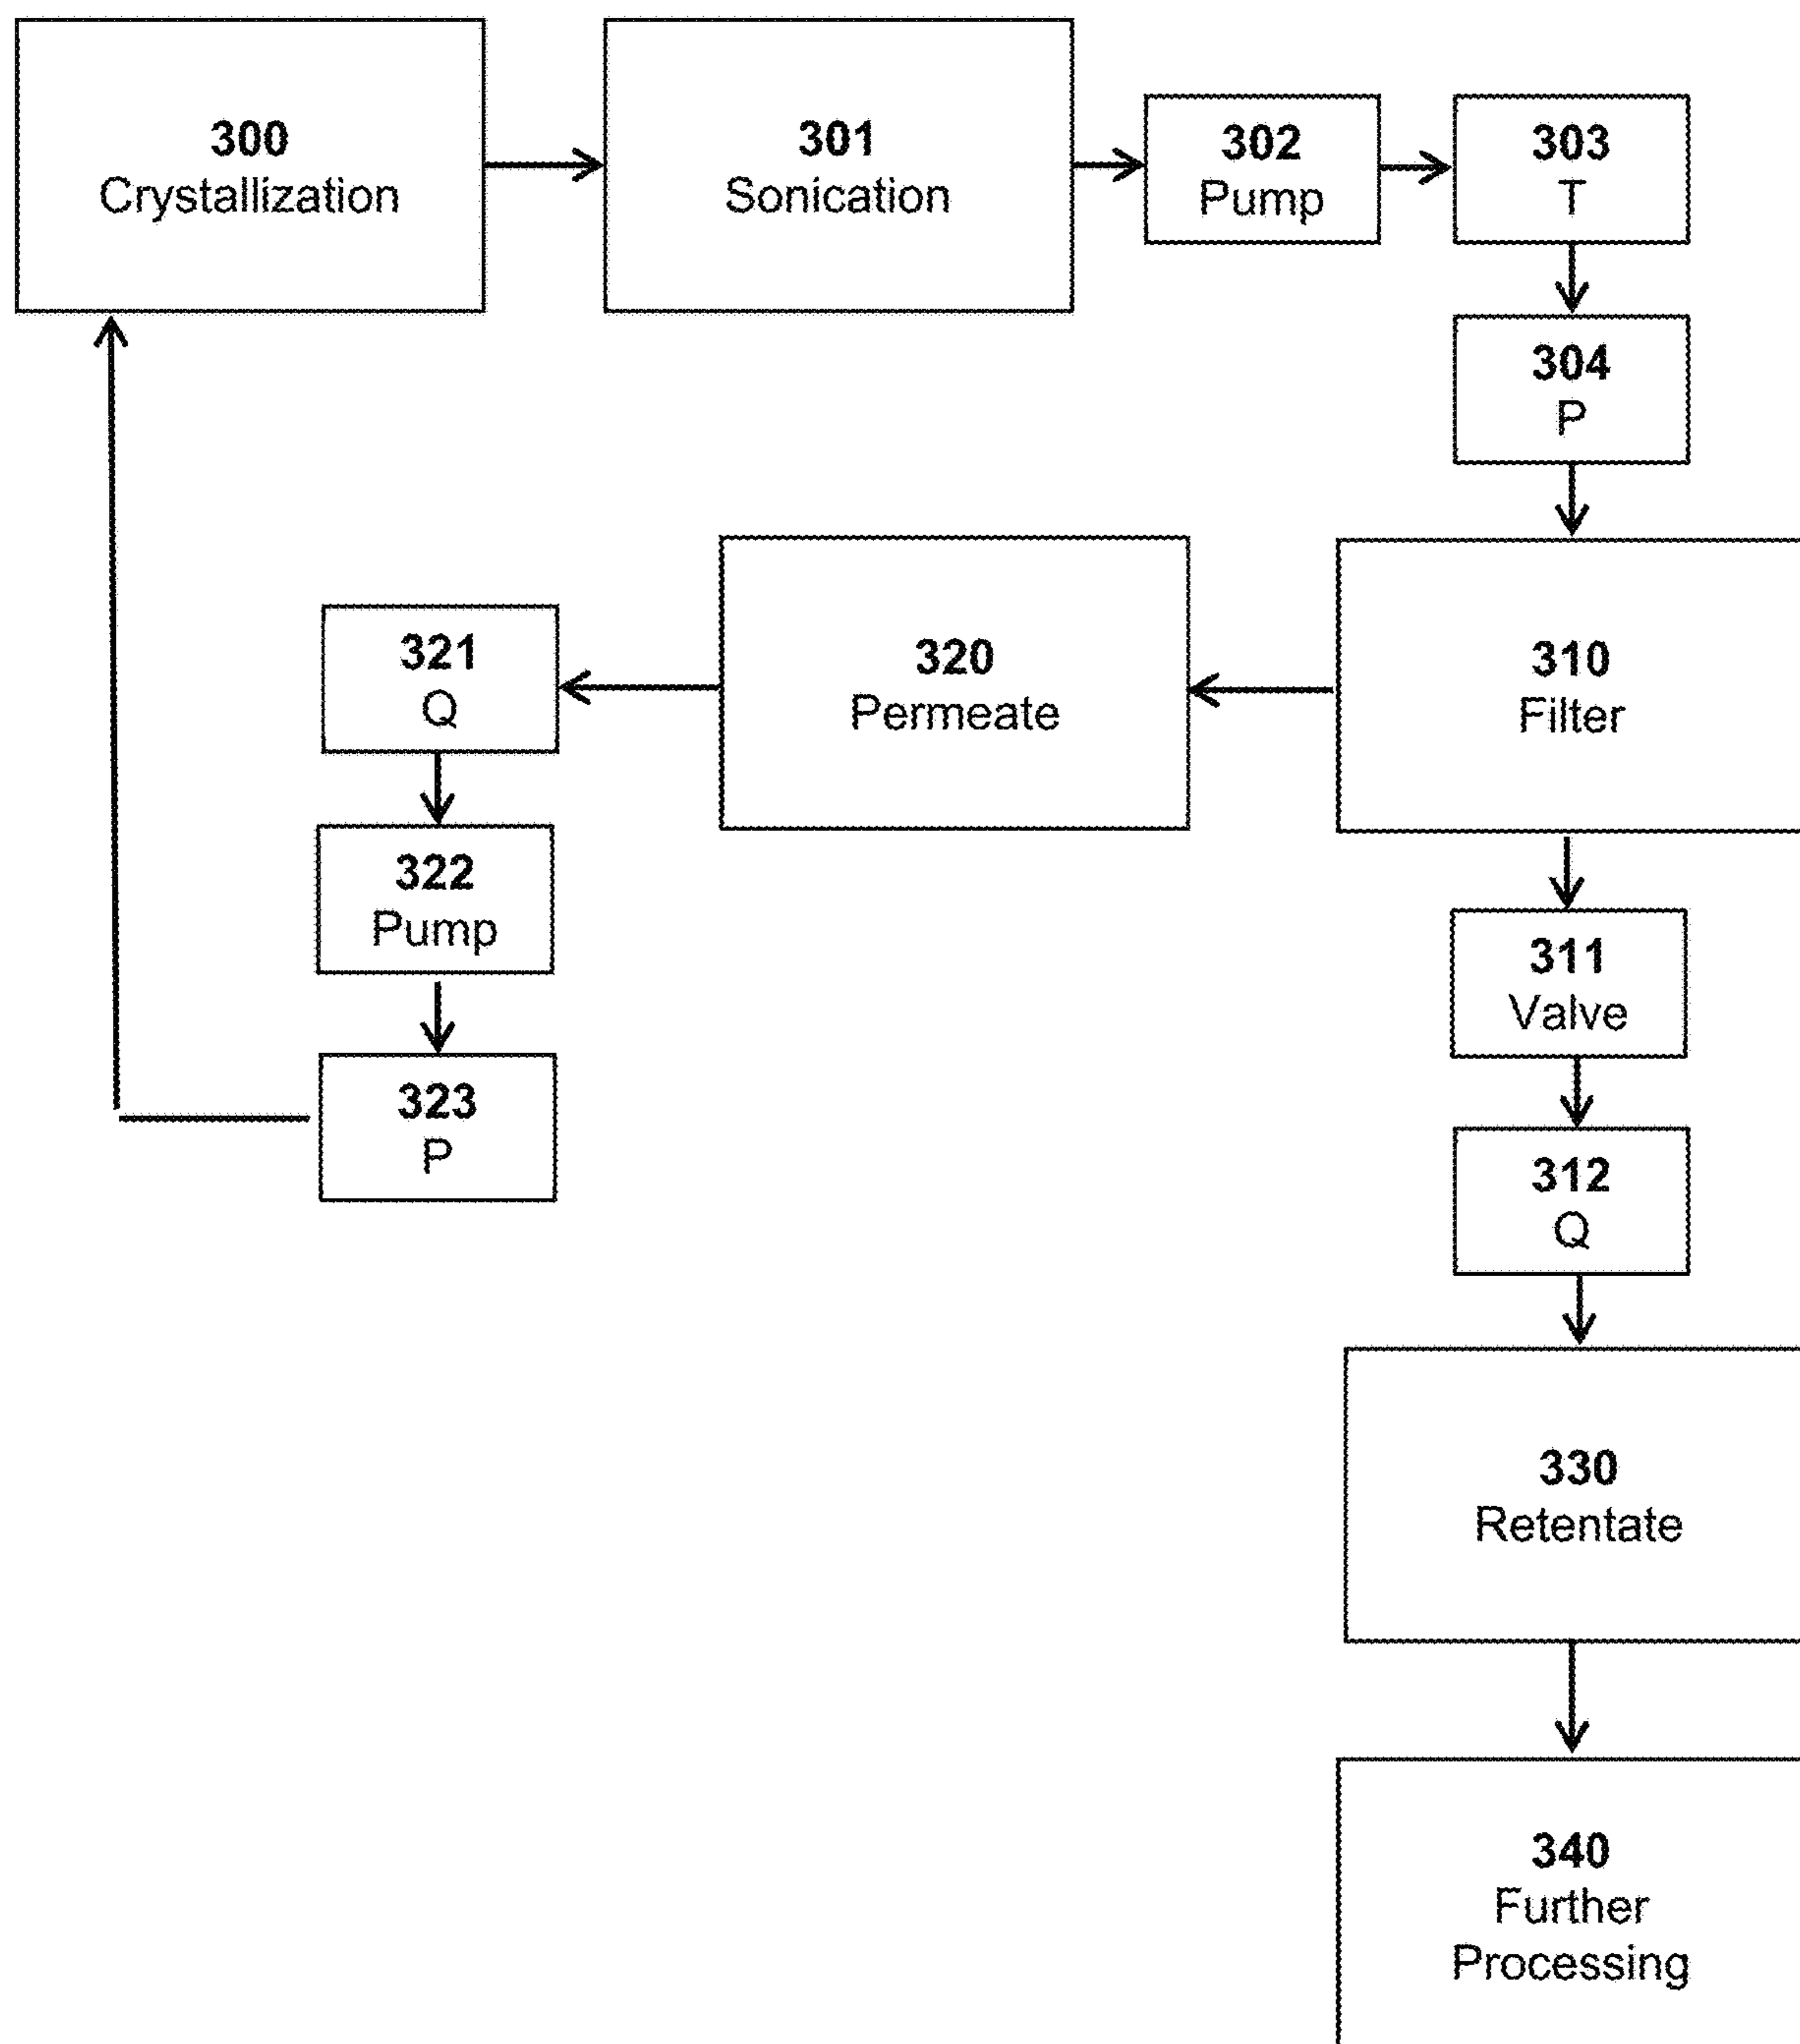 300
Crystallization
301
Sonication
302
Pump
303
T
304
P
310
Filter
320
Permeate
321
Q
322
Pump
323
P
311
Valve
312
Q
330
Retentate
340
Further
Processing